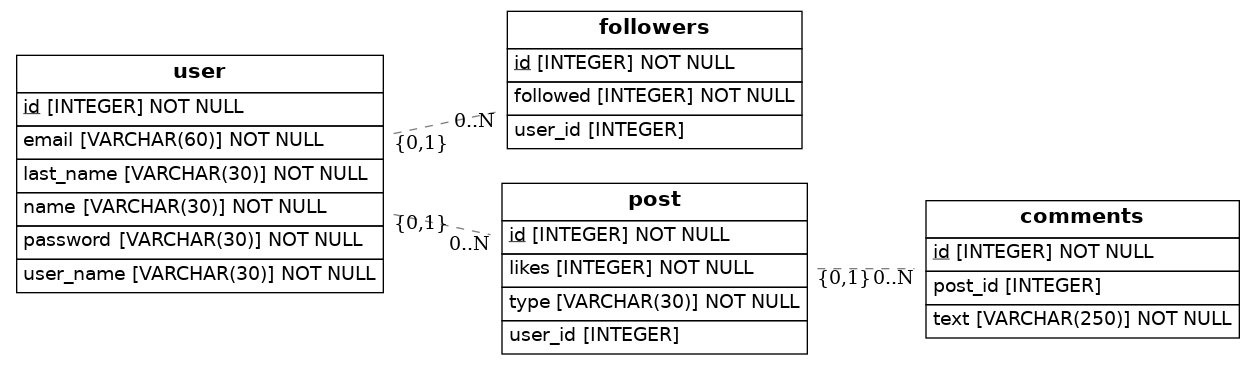 user
id [INTEGER] NOT NULL
email [VARCHAR(60)] NOT NULL
last_name [VARCHAR(30)] NOT NULL
name [VARCHAR(30)] NOT NULL
password [VARCHAR(30)] NOT NULL
user_name [VARCHAR(30)] NOT NULL
0..N
{0,1}
followers
id [INTEGER] NOT NULL
followed [INTEGER] NOT NULL
user_id [INTEGER]
{0,1}
0..N
post
id [INTEGER] NOT NULL
likes [INTEGER] NOT NULL
type [VARCHAR(30)] NOT NULL
user_id [INTEGER]
{0,1} 0..N
comments
id [INTEGER] NOT NULL
post_id [INTEGER]
text [VARCHAR(250)] NOT NULL